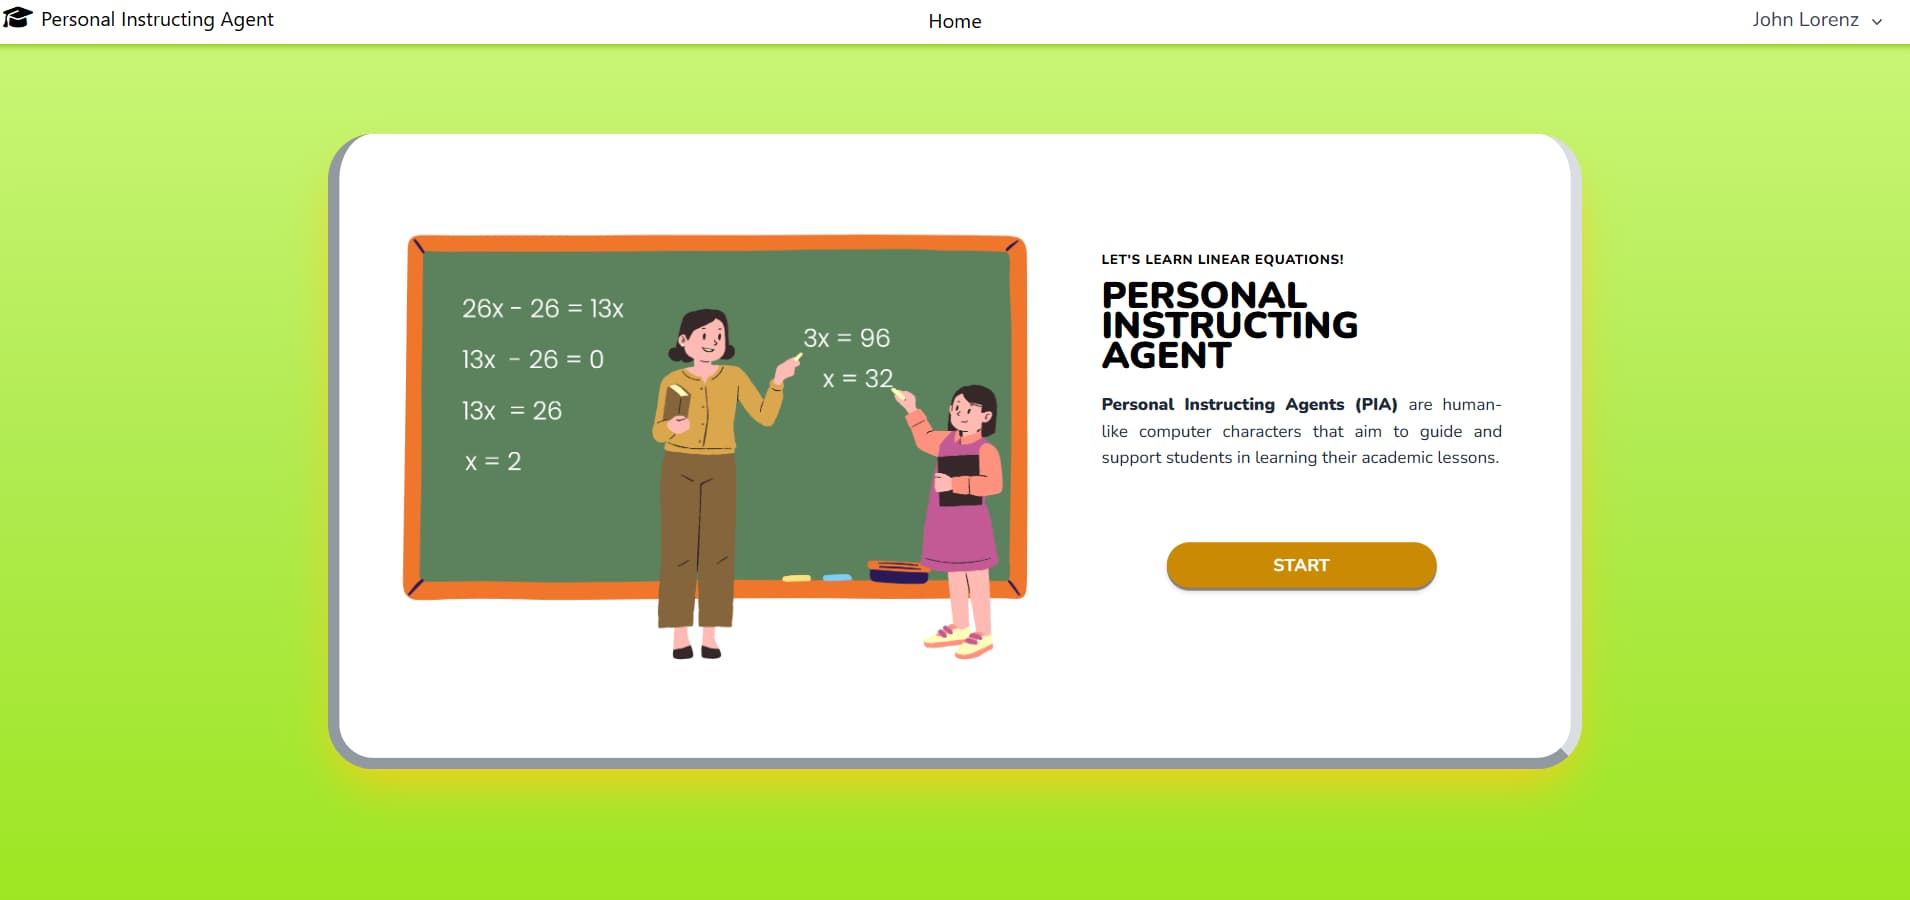 Personal Instructing Agent
Home
John Lorenz
26x - 26 = 13x
13x - 26 = 0
13x = 26
x = 2
3x = 96
x = 32
LET'S LEARN LINEAR EQUATIONS!
PERSONAL
INSTRUCTING
AGENT
Personal Instructing Agents (PIA) are human-
like computer characters that aim to guide and
support students in learning their academic lessons.
START